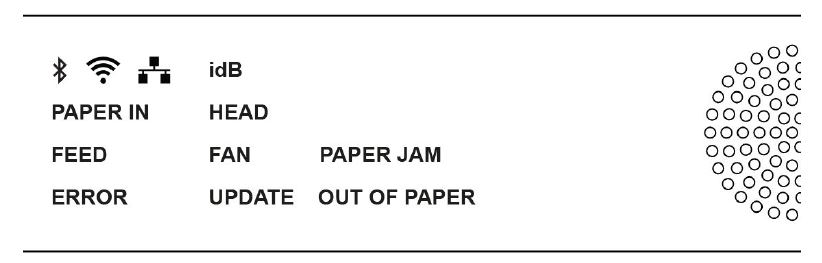 idB
PAPER IN HEAD
FEED FAN PAPER JAM
ERROR UPDATE OUT OF PAPER